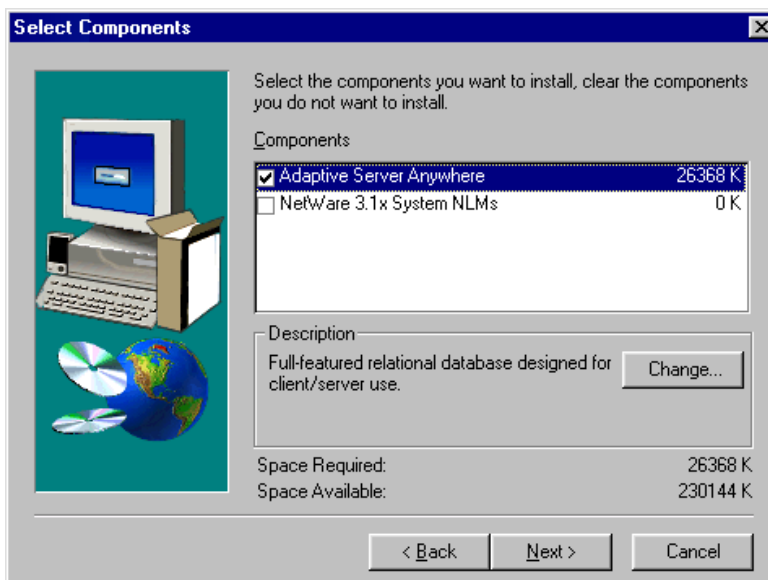 Select Components
Select the components you want to install, clear the components
you do not want to install.
Components
Adaptive Server Anywhere 26368 K
NetWare 3.1x System NLMs 0 K
Description
Full-featured relational database designed for
client/server use.
Change...
Space Required: 26368 K
Space Available: 230144 K
< Back Next > Cancel